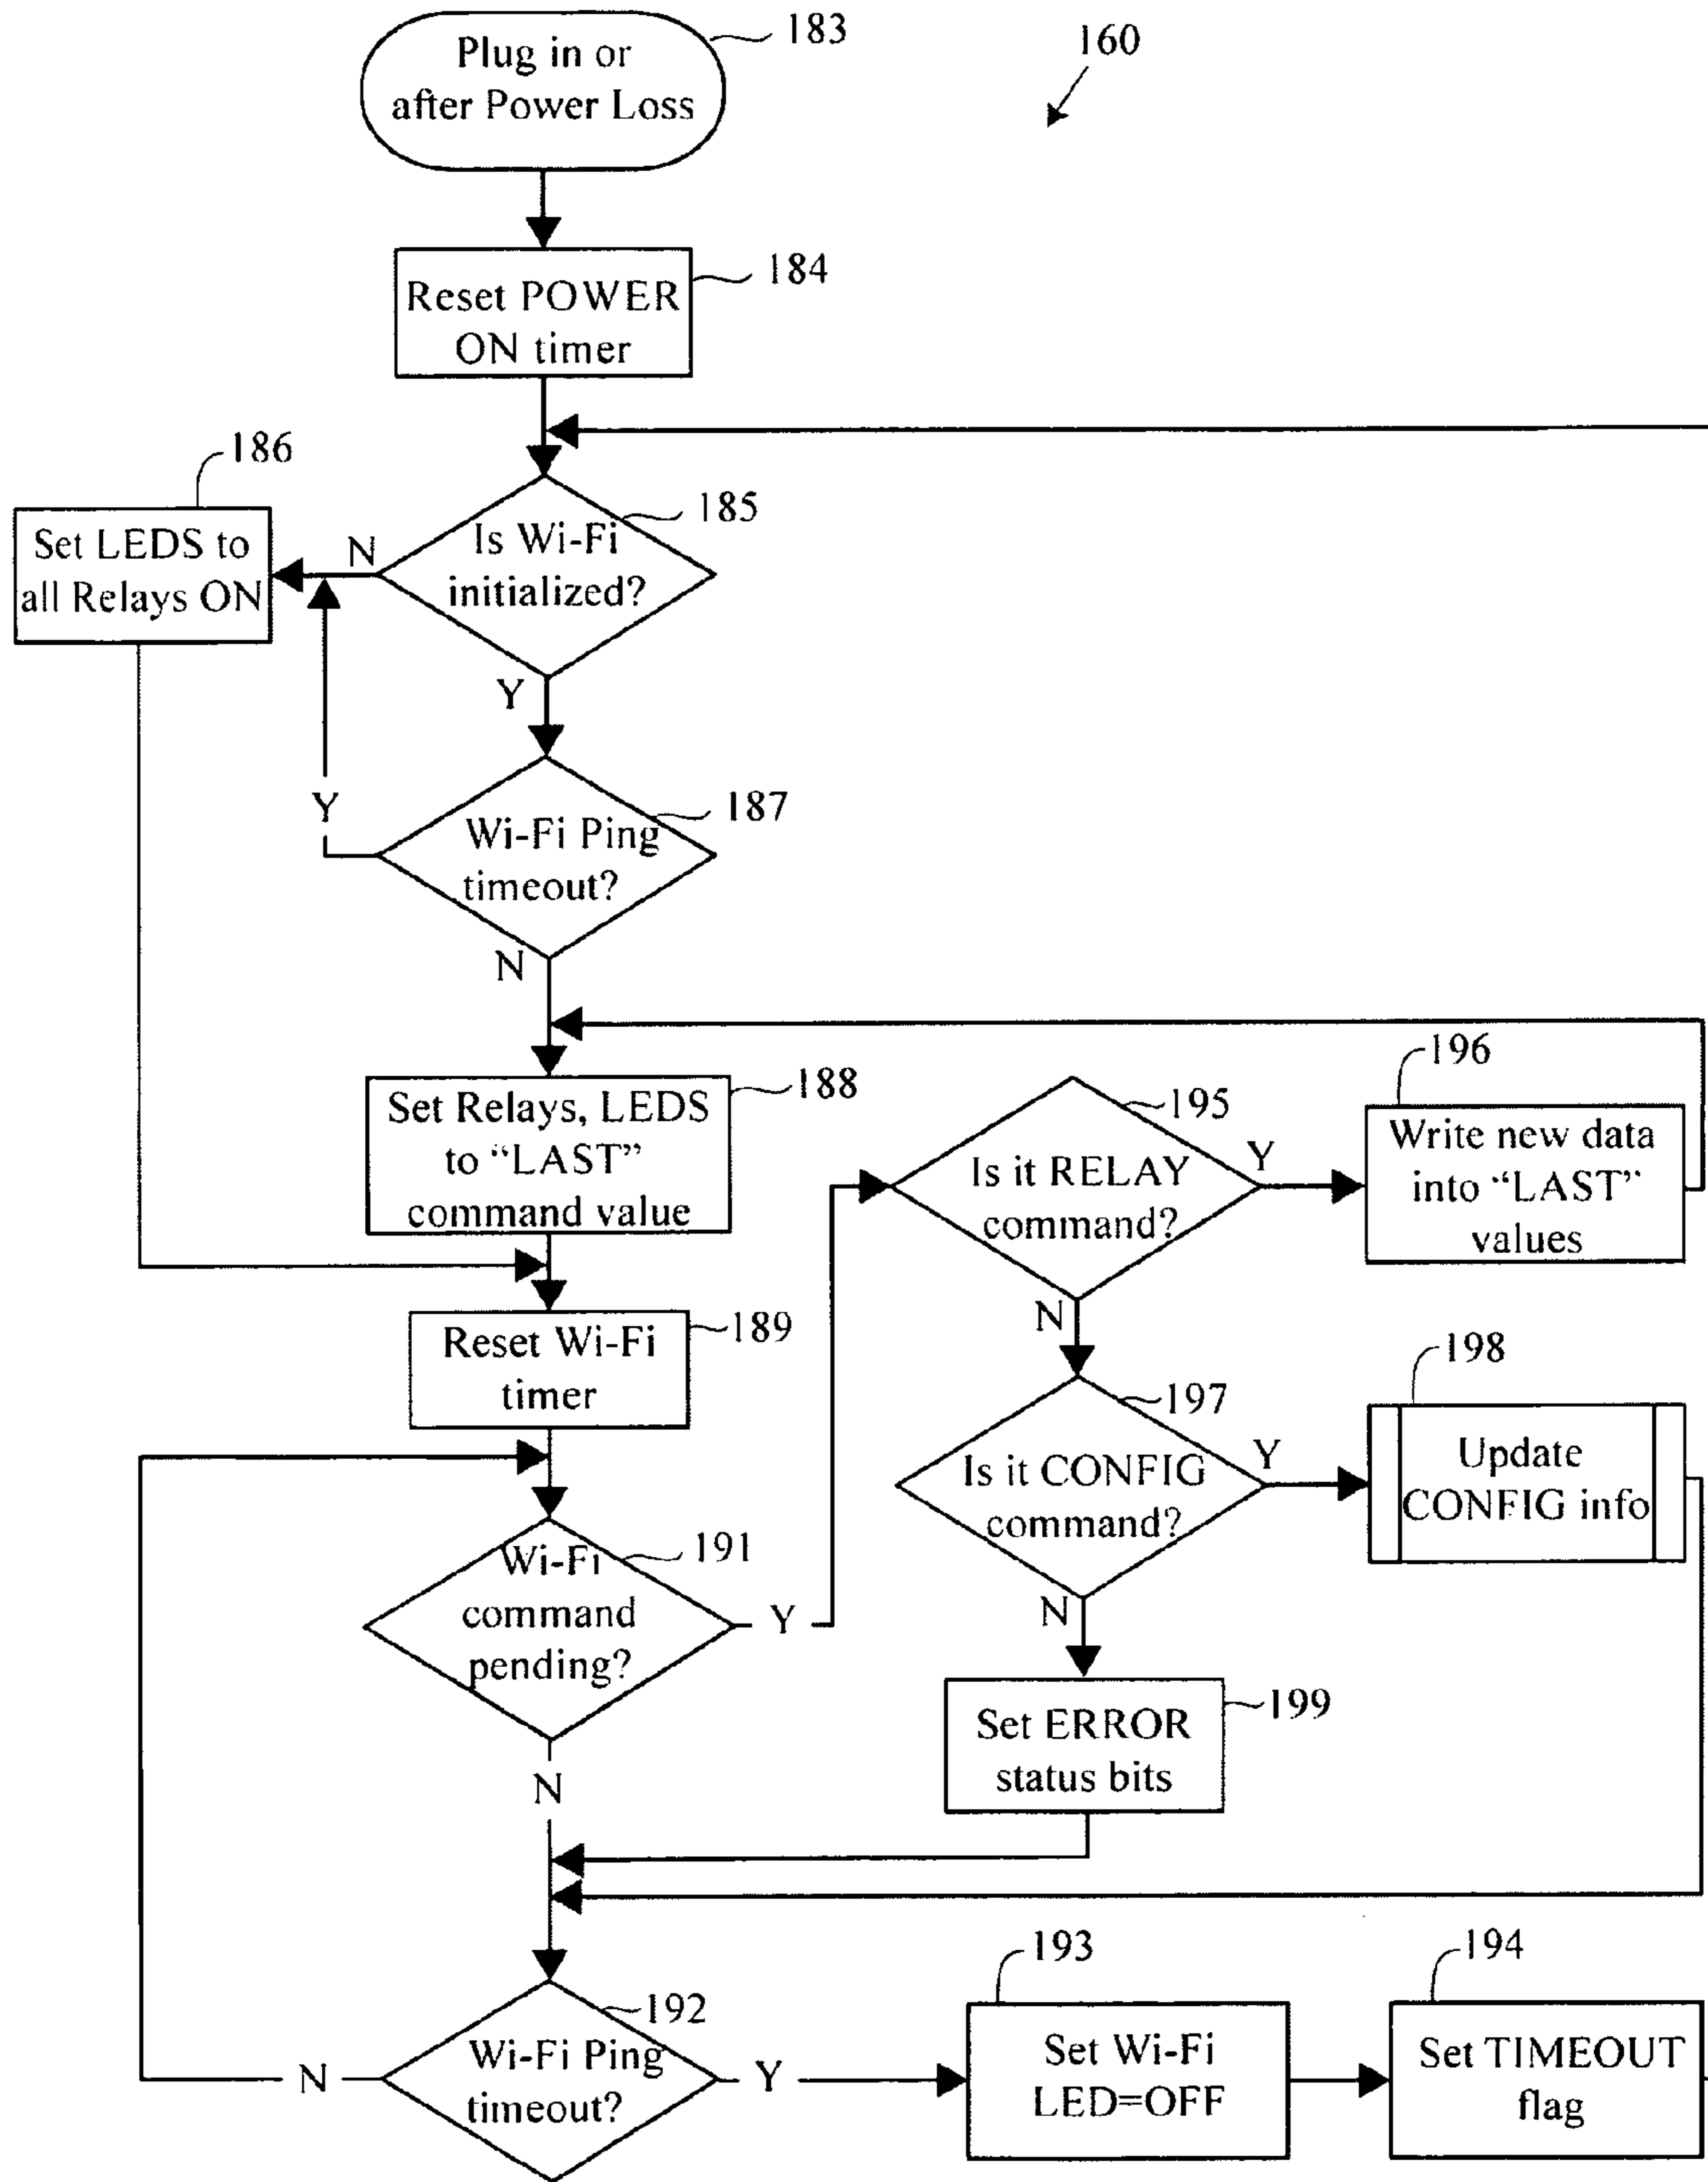 Plug in or
after Power Loss
183
160
Reset POWER
ON timer
184
186
Set LEDS to
all Relays ON
N
Is Wi-Fi
initialized?
185
Y
Y
Wi-Fi Ping
timeout?
187
N
Set Relays, LEDS
to “LAST”
command value
188
Is it RELAY
command?
195
Y
196
Write new data
into “LAST”
values
N
Reset Wi-Fi
timer
189
Is it CONFIG
command?
197
Y
198
Update
CONFIG info
N
Wi-Fi
command
pending?
191
Y
N
Set ERROR
status bits
199
Wi-Fi Ping
timeout?
192
N
Y
193
Set Wi-Fi
LED=OFF
194
Set TIMEOUT
flag